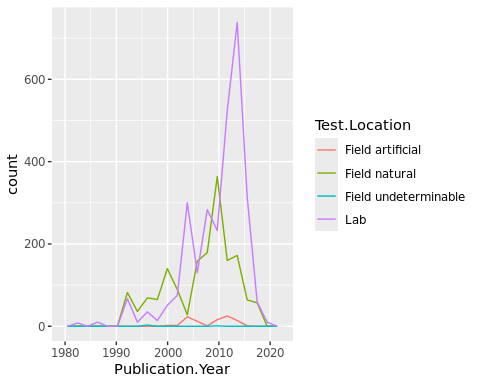 600
400
200
0
count
1980 1990 2000 2010 2020
Publication.Year
Test.Location
Field artificial
Field natural
Field undeterminable
Lab